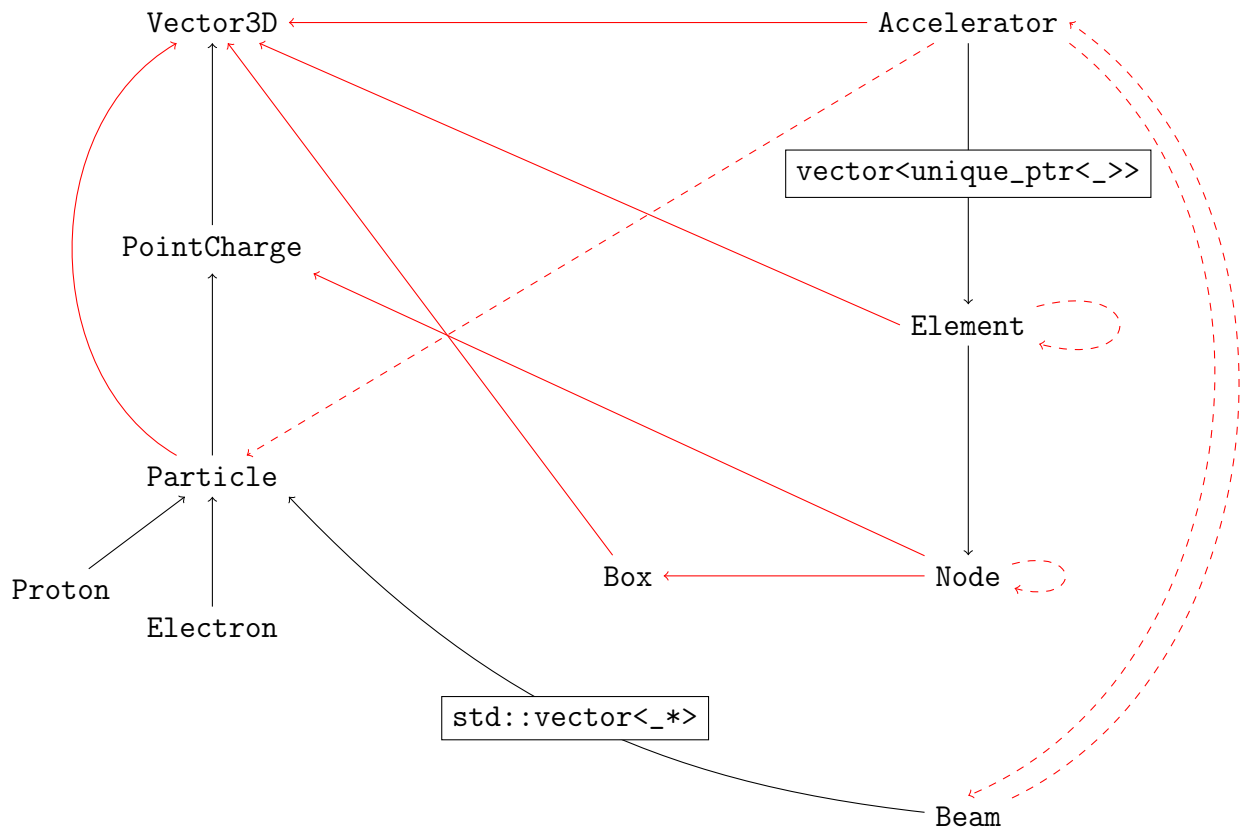 Vector3D
Accelerator
vector<unique_ptr<_>>
PointCharge
Element
Particle
Proton
Box
Node
Electron
std::vector<_*>
Beam